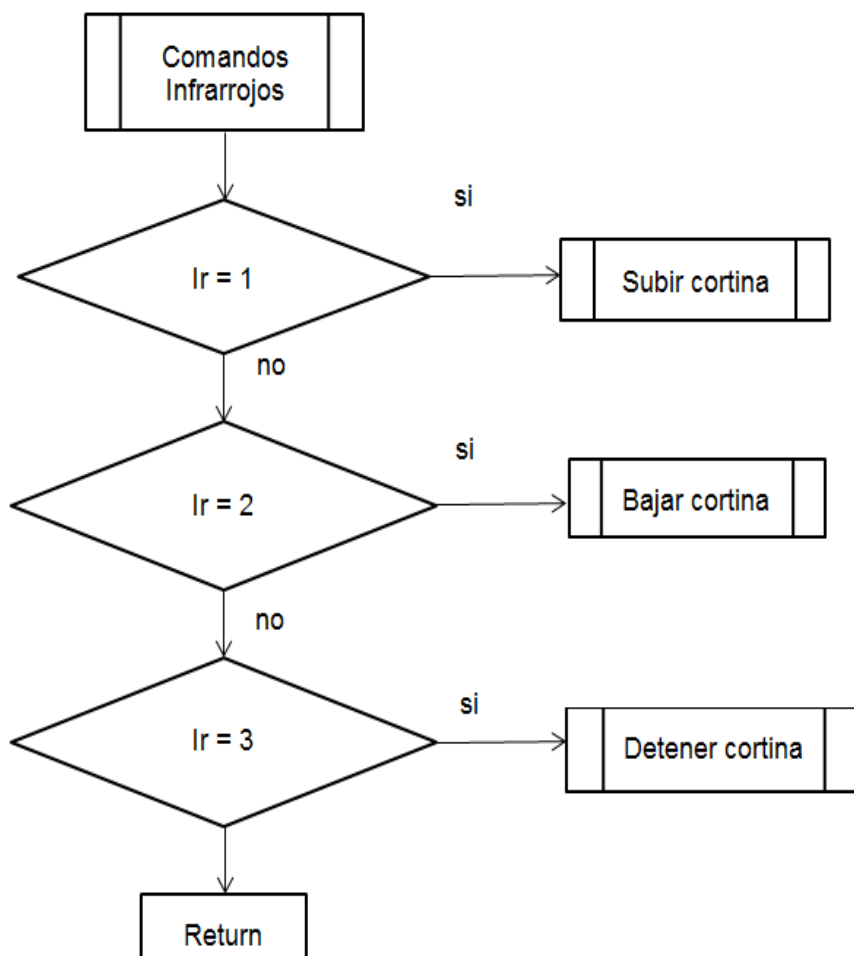 Comandos
Infrarrojos
si
Ir = 1
Subir cortina
no
si
Ir = 2
Bajar cortina
no
si
Ir = 3
Detener cortina
Return